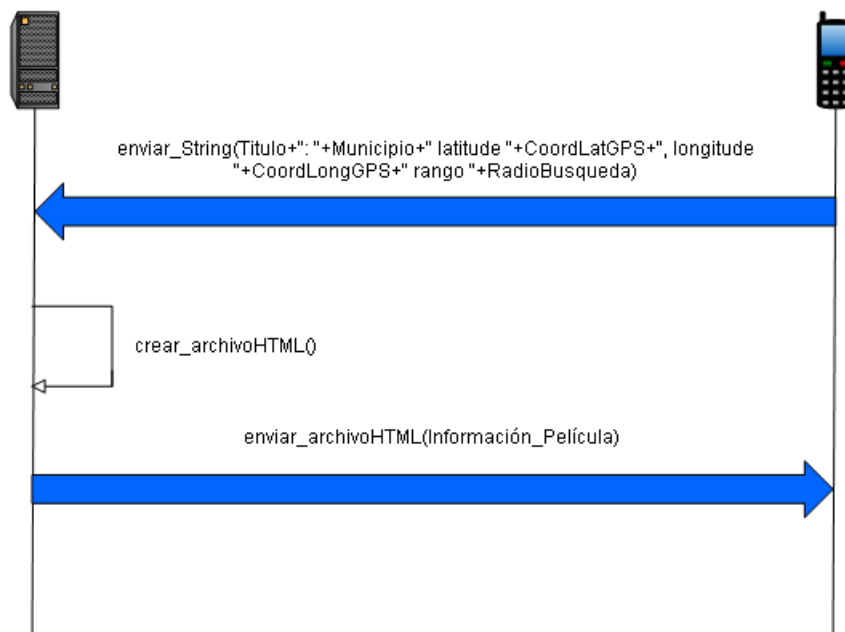 enviar_String(Titulo+": "+Municipio+" latitude "+CoordLatGPS+", longitude
"+CoordLongGPS+" rango "+RadioBusqueda)
crear_archivoHTML()
enviar_archivoHTML(Información_Película)